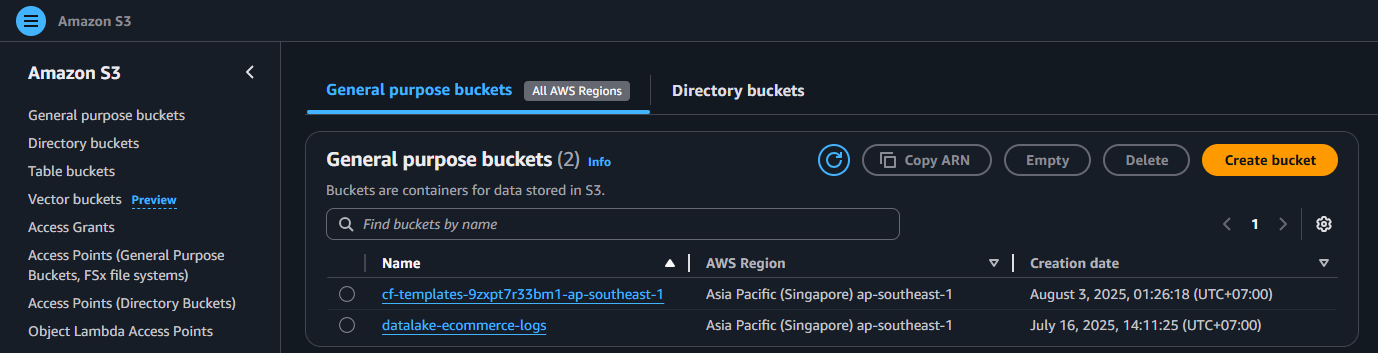 Amazon S3
Amazon S3
General purpose buckets
Directory buckets
Table buckets
Vector buckets Preview
Access Grants
Access Points (General Purpose
Buckets, FSx file systems)
Access Points (Directory Buckets)
Object Lambda Access Points
General purpose buckets All AWS Regions Directory buckets
General purpose buckets (2) Info Copy ARN Empty Delete Create bucket
Buckets are containers for data stored in S3.
Find buckets by name 1
Name AWS Region Creation date
cf-templates-9zxpt7r33bm1-ap-southeast-1 Asia Pacific (Singapore) ap-southeast-1 August 3, 2025, 01:26:18 (UTC+07:00)
datalake-ecommerce-logs Asia Pacific (Singapore) ap-southeast-1 July 16, 2025, 14:11:25 (UTC+07:00)